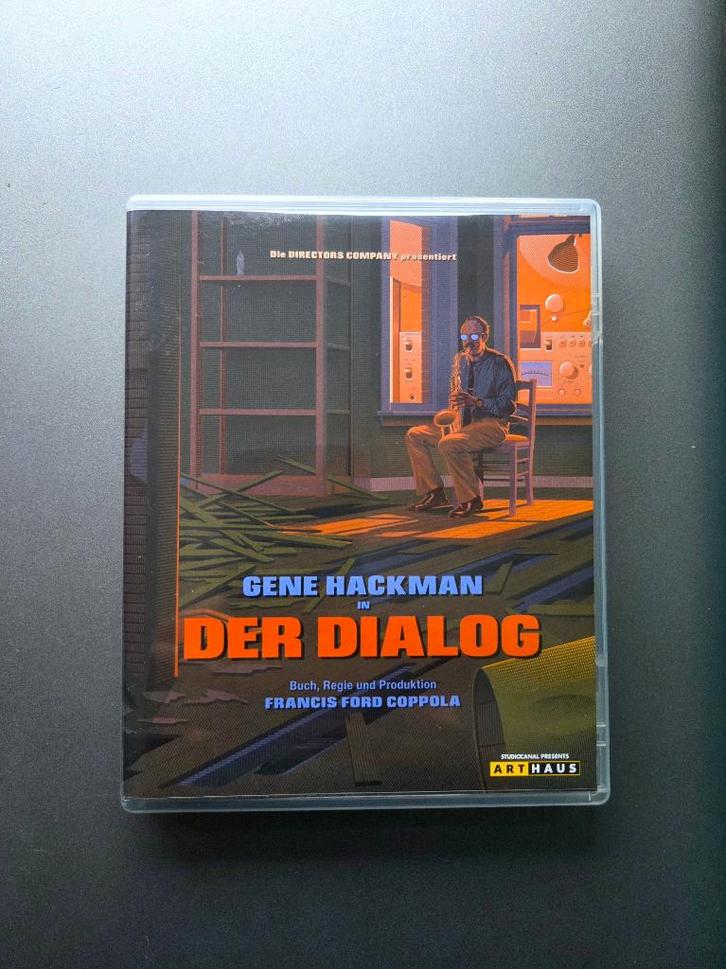 Die DIRECTORS COMPANY präsentiert
GENE HACKMAN
IN
DER DIALOG
Buch, Regie und Produktion
FRANCIS FORD COPPOLA
STUDIOCANAL PRESENTS
ARTHAUS